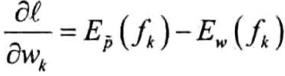 ∂ℓ/∂w_k = E_p̃(f_k) − E_w(f_k)